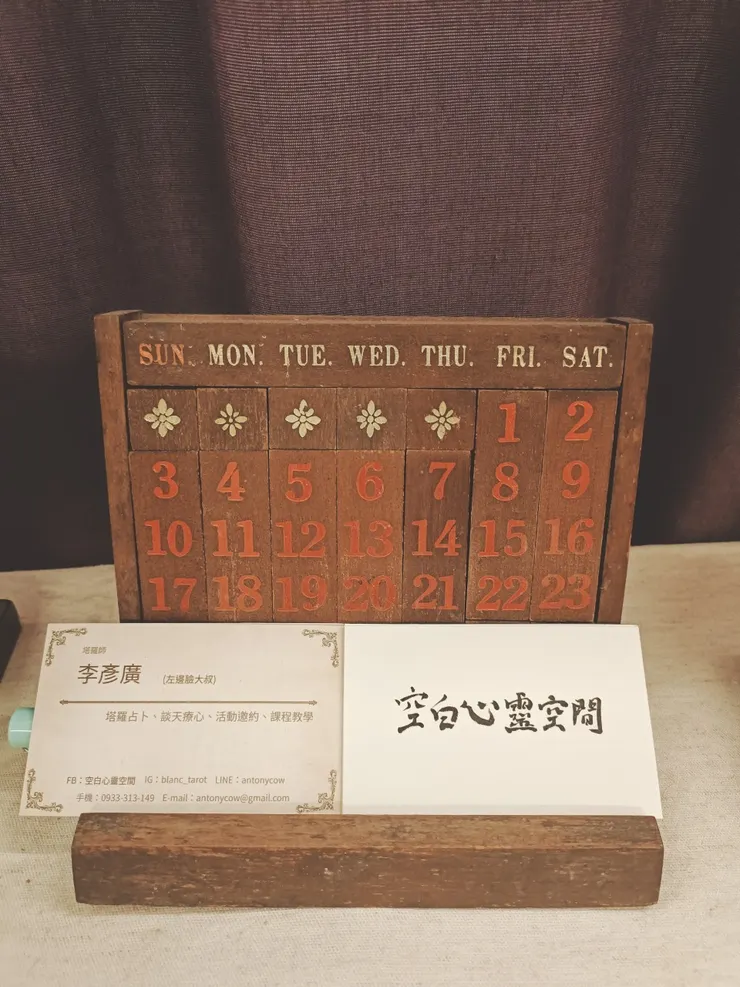 SUN. MON. TUE. WED. THU. FRI. SAT.
1 2
3 4 5 6 7 8 9
10 11 12 13 14 15 16
17 18 19 20 21 22 23
塔羅師
李彥廣 (左邊臉大叔)
塔羅占卜、談天療心、活動邀約、課程教學
FB：空白心靈空間 IG：blanc_tarot LINE：antonycow
手機：0933-313-149 E-mail：antonycow@gmail.com
空白心靈空間